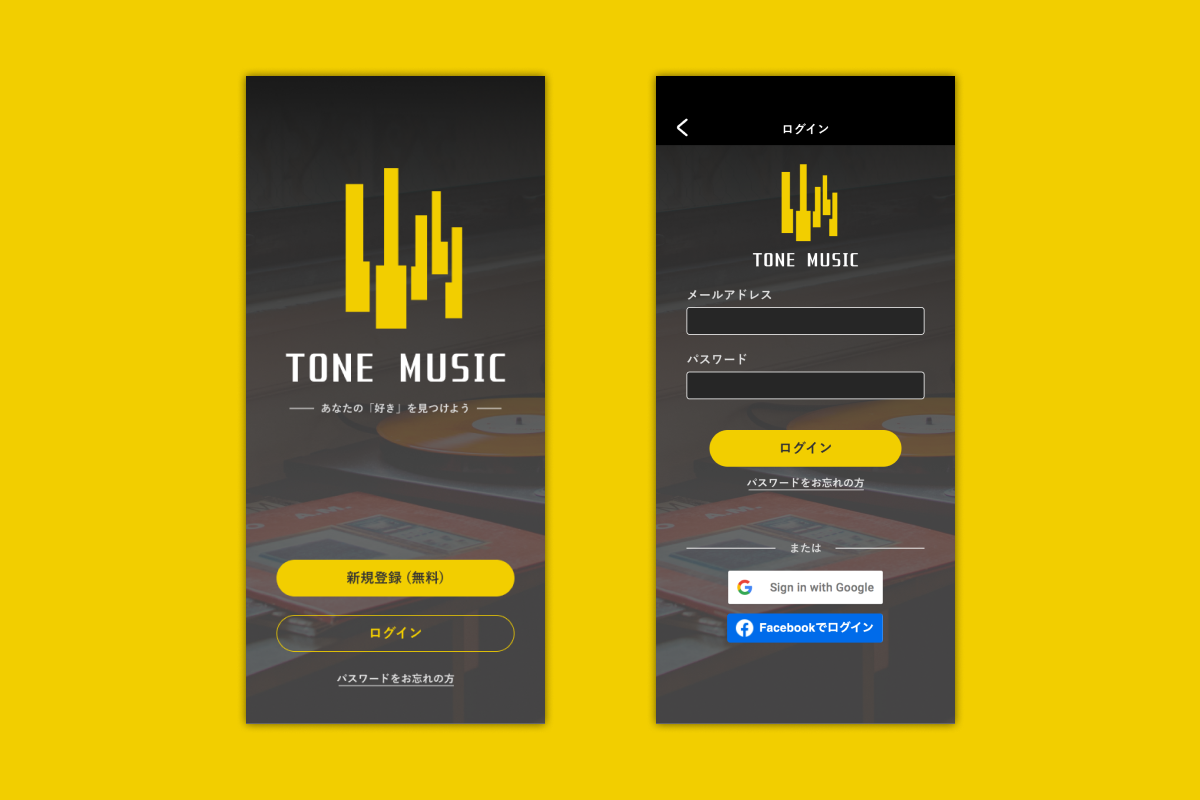 TONE MUSIC
あなたの「好き」を見つけよう
A.M.
新規登録 (無料)
ログイン
パスワードをお忘れの方
ログイン
TONE MUSIC
メールアドレス
パスワード
ログイン
パスワードをお忘れの方
A.M.
または
Sign in with Google
Facebookでログイン